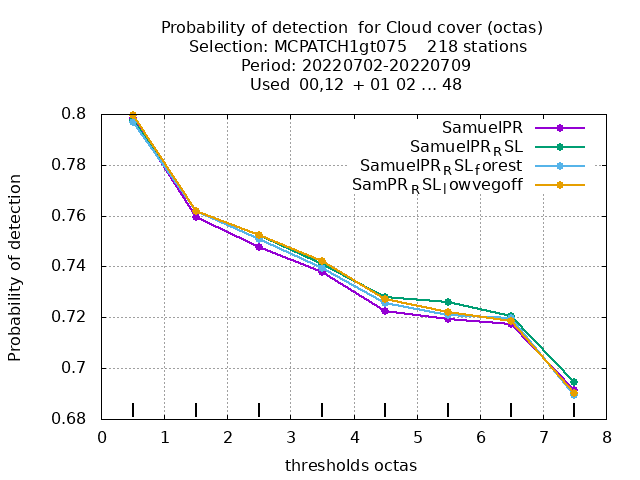 Probability of detection  for Cloud cover (octas)
Selection: MCPATCH1gt075    218 stations
Period: 20220702-20220709
Used  00,12  + 01 02 ... 48
SamuelPR
SamuelPR_RSL
SamuelPR_RSL_forest
SamPR_RSL_lowvegoff
0.8
0.78
0.76
0.74
0.72
0.7
0.68
Probability of detection
0 1 2 3 4 5 6 7 8
thresholds octas